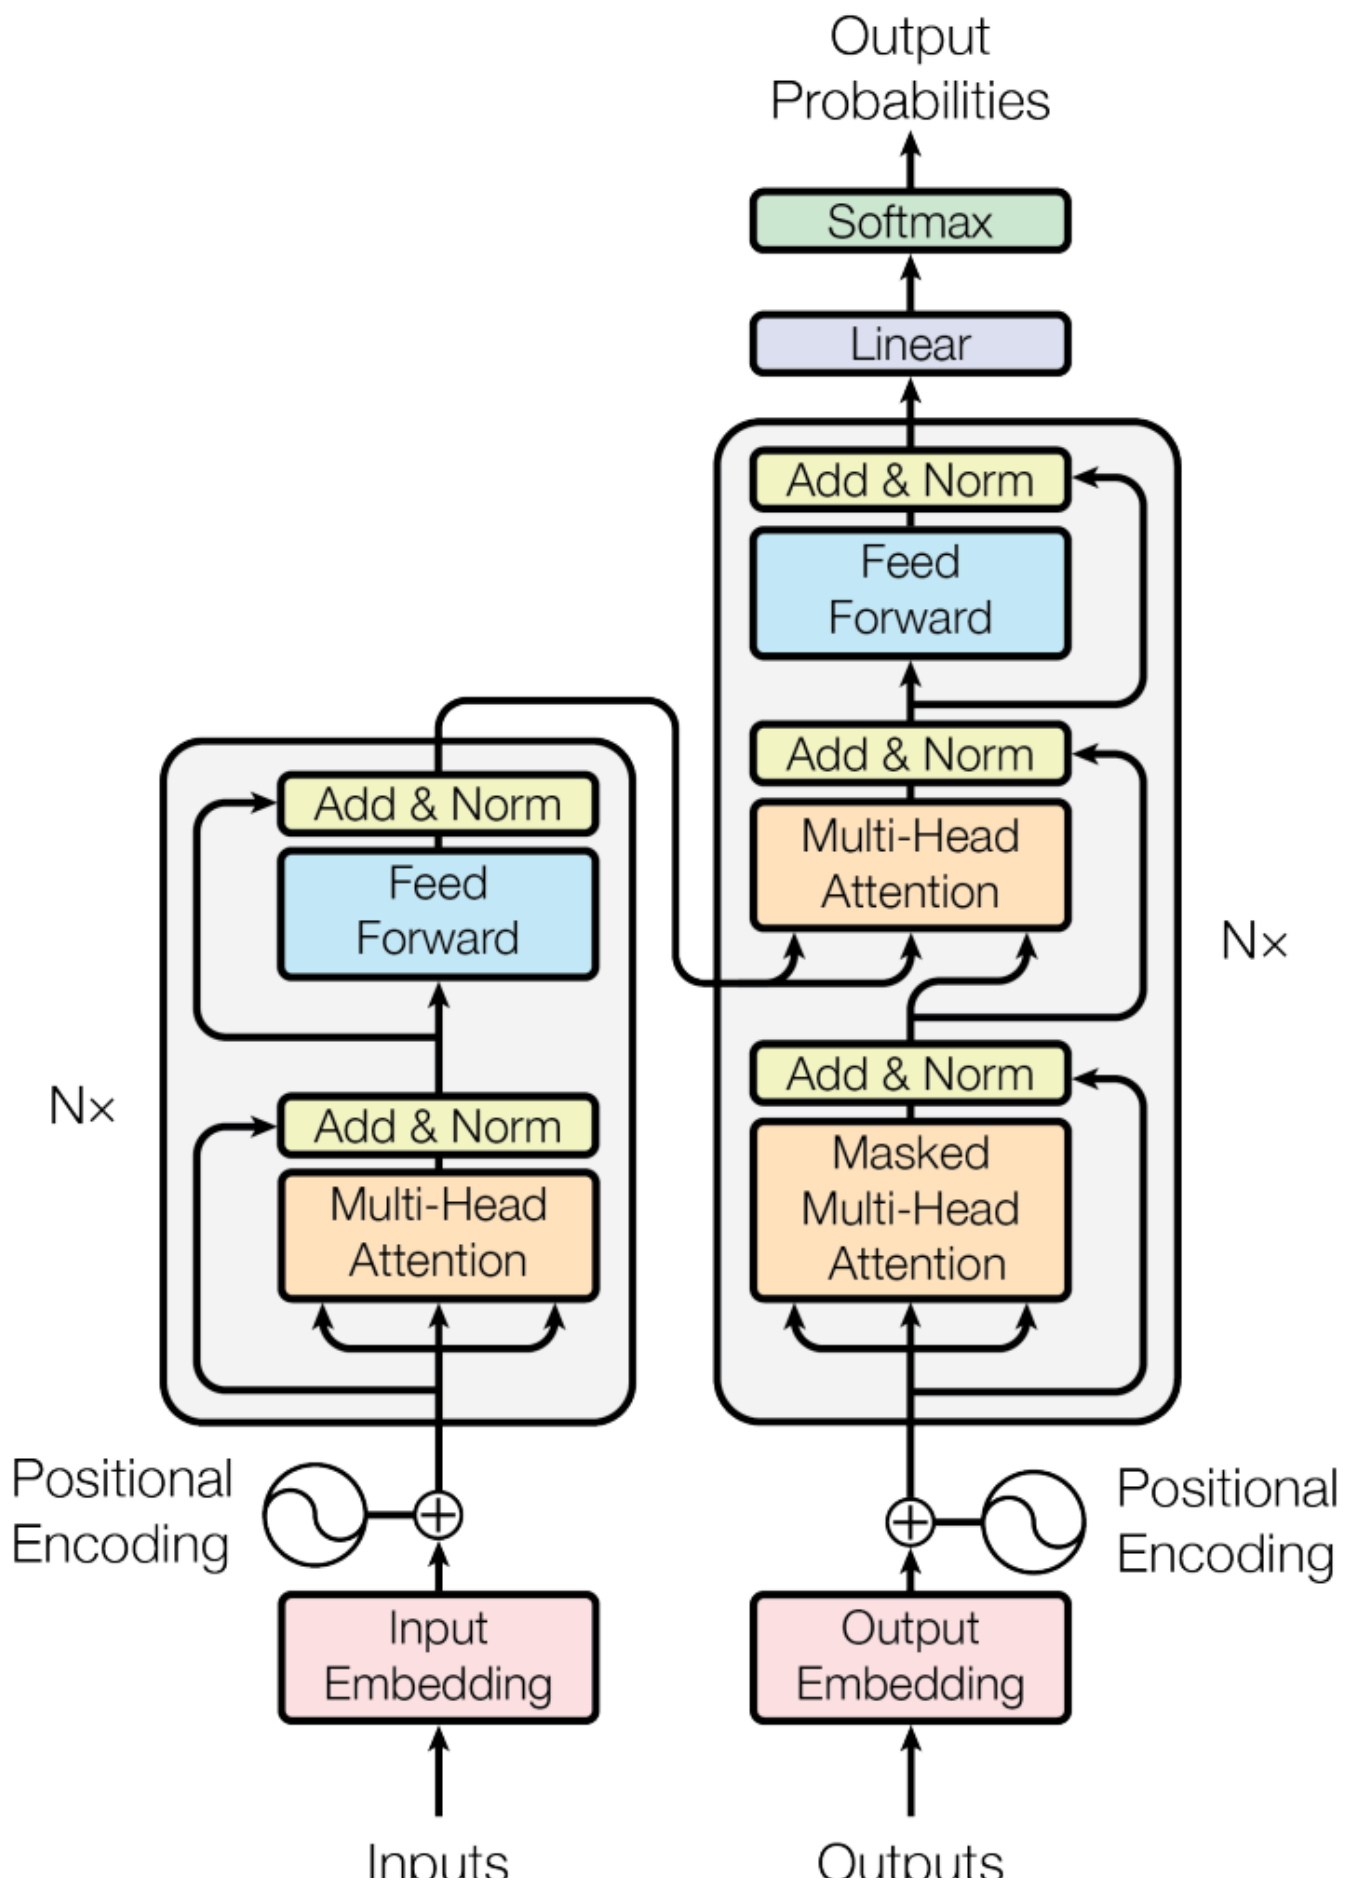 Output
Probabilities
Softmax
Linear
Add & Norm
Feed
Forward
Add & Norm
Multi-Head
Attention
Nx
Add & Norm
Masked
Multi-Head
Attention
Add & Norm
Feed
Forward
Nx
Add & Norm
Multi-Head
Attention
Positional
Encoding
Positional
Encoding
Input
Embedding
Output
Embedding
Inputs
Outputs